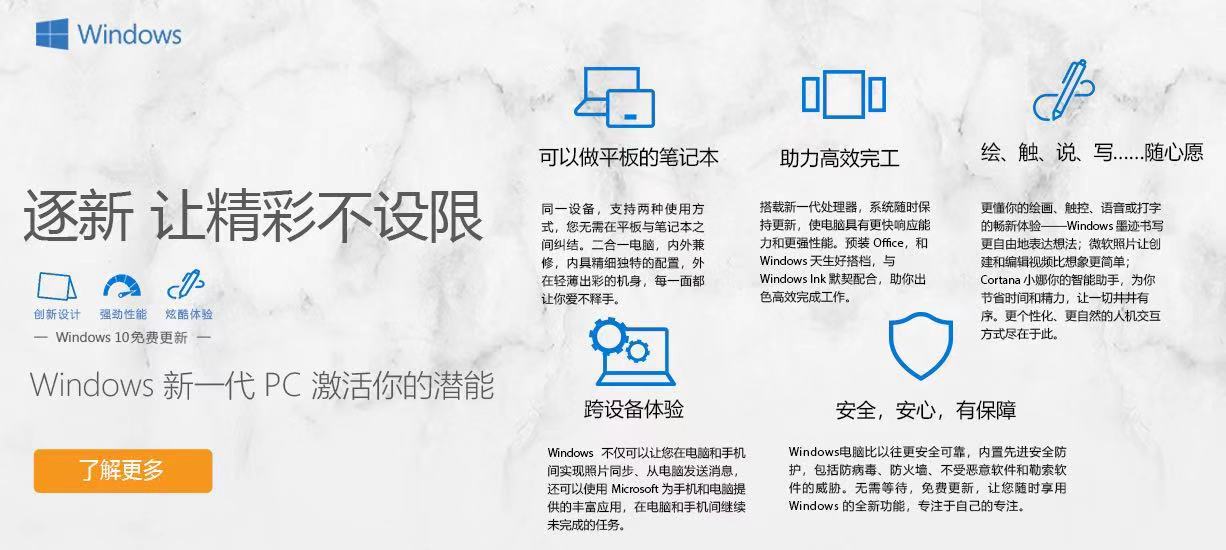 Windows
逐新 让精彩不设限
创新设计 强劲性能 炫酷体验
— Windows 10免费更新 —
Windows 新一代 PC 激活你的潜能
了解更多
可以做平板的笔记本
同一设备，支持两种使用方
式，您无需在平板与笔记本之
间纠结。二合一电脑，内外兼
修，内具精细独特的配置，外
在轻薄出彩的机身，每一面都
让你爱不释手。
助力高效完工
搭载新一代处理器，系统随时保
持更新，使电脑具有更快响应能
力和更强性能。预装 Office，和
Windows 天生好搭档，与
Windows Ink 默契配合，助你出
色高效完成工作。
绘、触、说、写......随心愿
更懂你的绘画、触控、语音或打字
的畅新体验——Windows 墨迹书写
更自由地表达想法；微软照片让创
建和编辑视频比想象更简单；
Cortana 小娜你的智能助手，为你
节省时间和精力，让一切井井有
序。更个性化、更自然的人机交互
方式尽在于此。
跨设备体验
Windows 不仅可以让您在电脑和手机
间实现照片同步、从电脑发送消息，
还可以使用 Microsoft 为手机和电脑提
供的丰富应用，在电脑和手机间继续
未完成的任务。
安全，安心，有保障
Windows电脑比以往更安全可靠，内置先进安全防
护，包括防病毒、防火墙、不受恶意软件和勒索软
件的威胁。无需等待，免费更新，让您随时享用
Windows 的全新功能，专注于自己的专注。